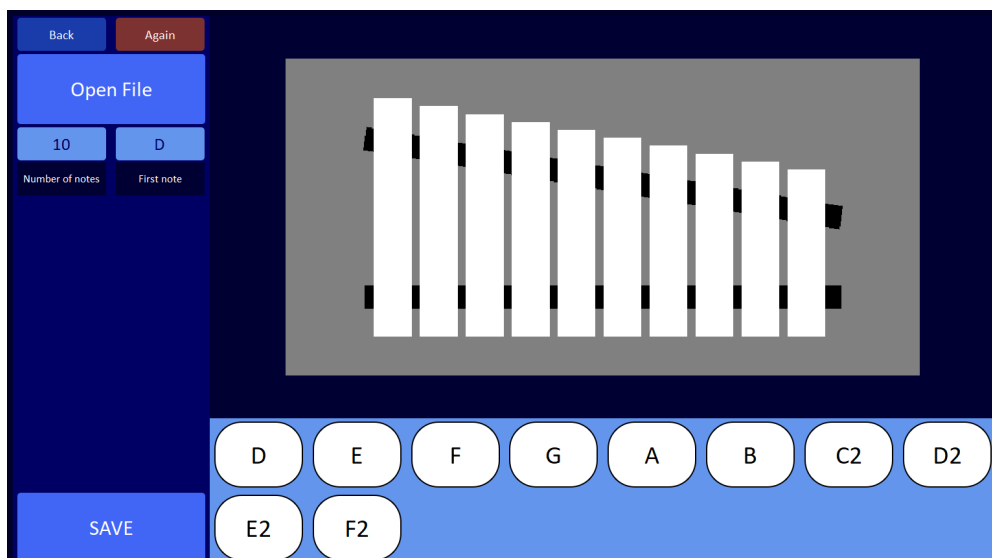 Back Again
Open File
10 D
Number of notes First note
D E F G A B C2 D2
E2 F2
SAVE